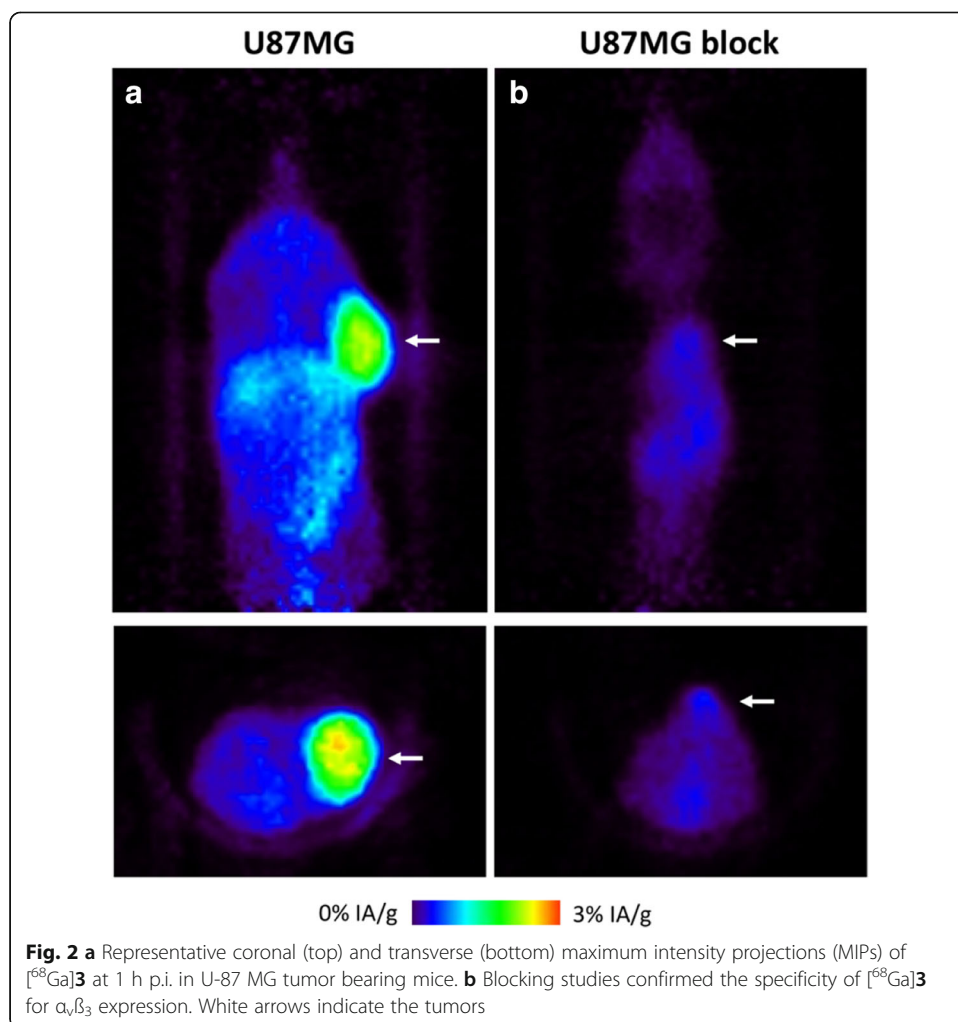 U87MG
U87MG block
a
b
0% IA/g
3% IA/g
Fig. 2 a Representative coronal (top) and transverse (bottom) maximum intensity projections (MIPs) of
[⁶⁸Ga]3 at 1 h p.i. in U-87 MG tumor bearing mice. b Blocking studies confirmed the specificity of [⁶⁸Ga]3
for αᵥß₃ expression. White arrows indicate the tumors